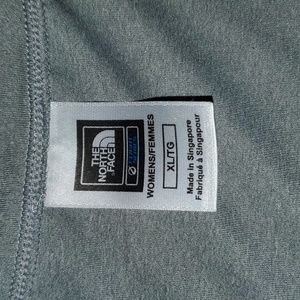 THE
NORTH
FACE
WOMENS/FEMMES
XL/TG
Made in Singapore
Fabriqué à Singapour